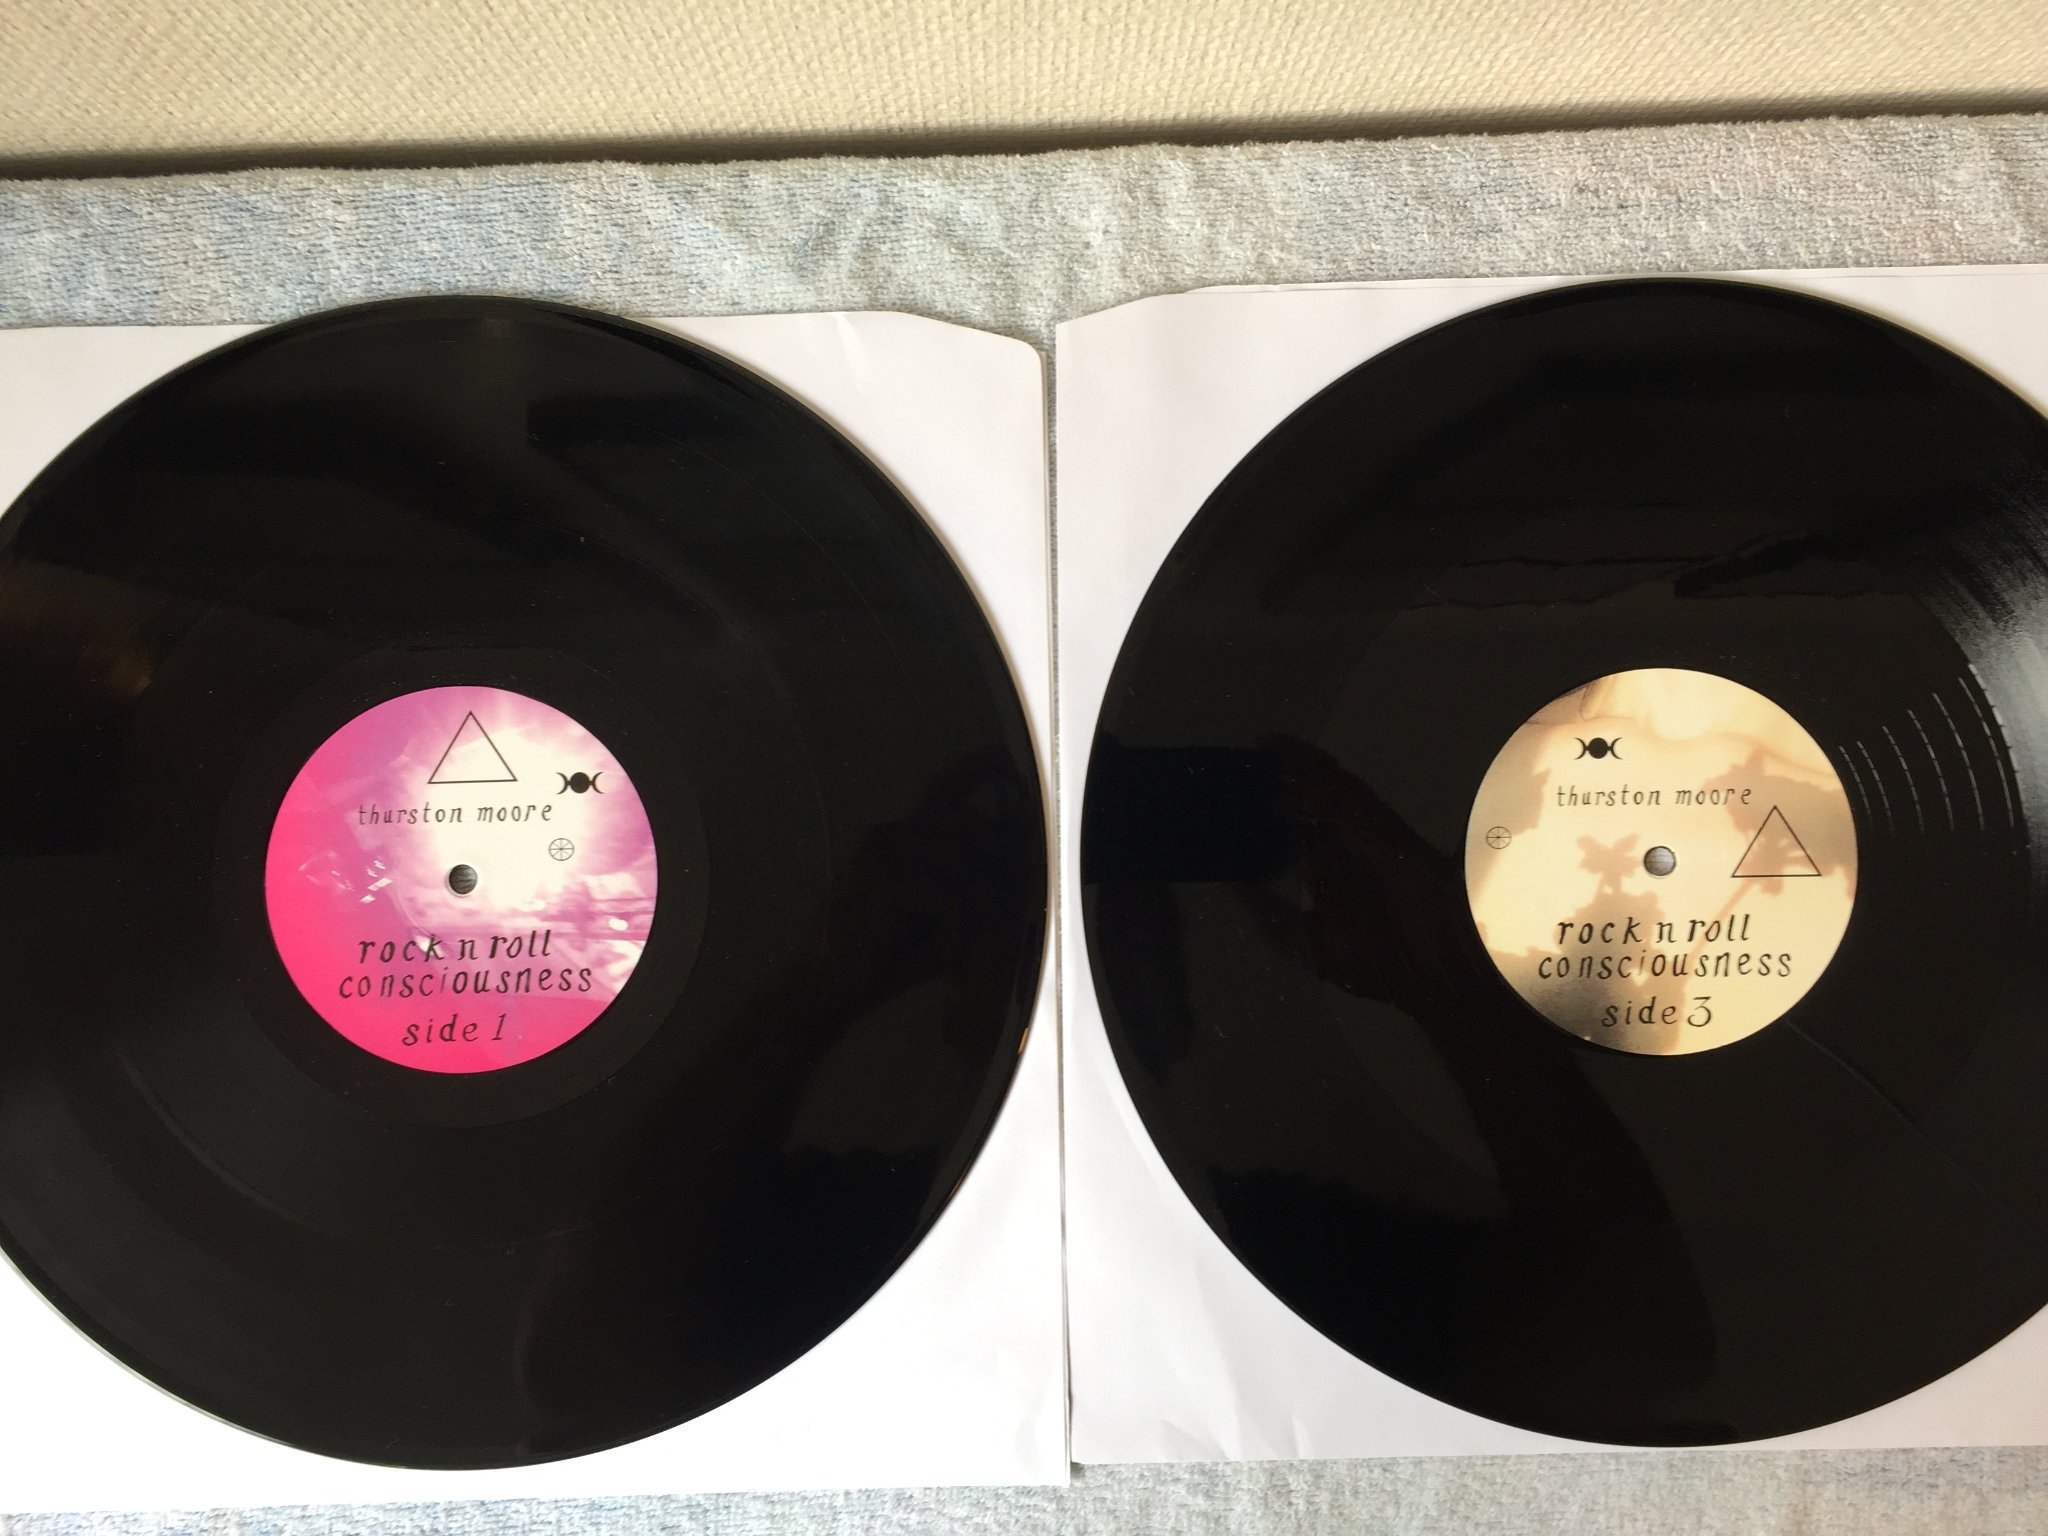 thurston moore
rock n roll
consciousness
side 1
thurston moore
rock n roll
consciousness
side 3